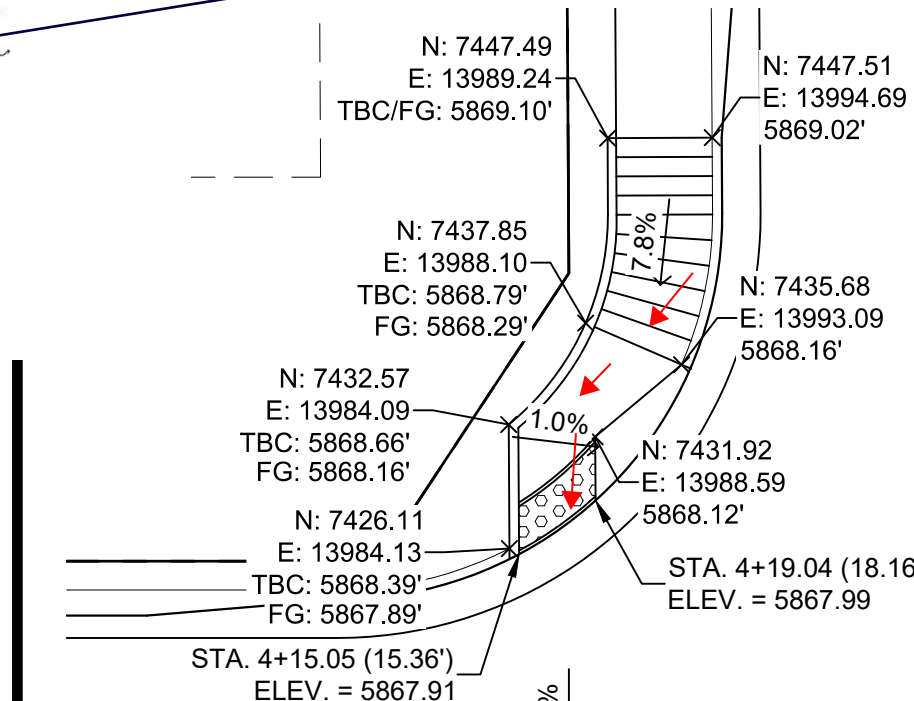 N: 7447.49
E: 13989.24
TBC/FG: 5869.10'
N: 7447.51
E: 13994.69
5869.02'
7.8%
N: 7437.85
E: 13988.10
TBC: 5868.79'
FG: 5868.29'
N: 7435.68
E: 13993.09
5868.16'
N: 7432.57
E: 13984.09
TBC: 5868.66'
FG: 5868.16'
1.0%
N: 7431.92
E: 13988.59
5868.12'
N: 7426.11
E: 13984.13
TBC: 5868.39'
FG: 5867.89'
STA. 4+19.04 (18.16
ELEV. = 5867.99
STA. 4+15.05 (15.36')
ELEV. = 5867.91
%